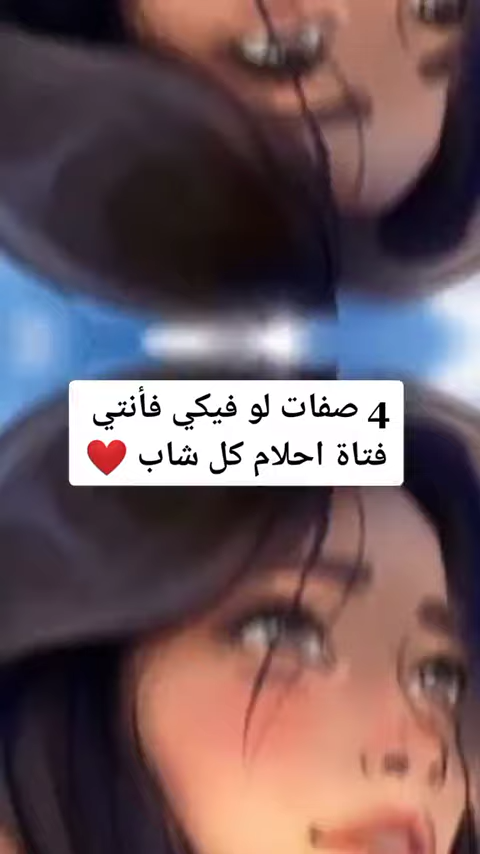 4 صفات لو فيكي فأنتي
فتاة احلام كل شاب ❤️